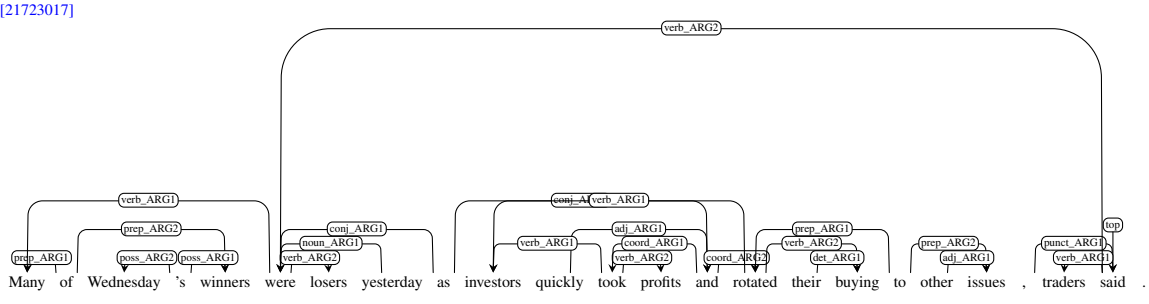 [21723017]
verb_ARG2
verb_ARG1 verb_ARG1
prep_ARG2 conj_ARG1 adj_ARG1 prep_ARG1 top
noun_ARG1 verb_ARG1 coord_ARG1 verb_ARG2 prep_ARG2 punct_ARG1
prep_ARG1 poss_ARG2 poss_ARG1 verb_ARG2 verb_ARG2 coord_ARG2 det_ARG1 adj_ARG1 verb_ARG1
Many of Wednesday 's winners were losers yesterday as investors quickly took profits and rotated their buying to other issues , traders said .